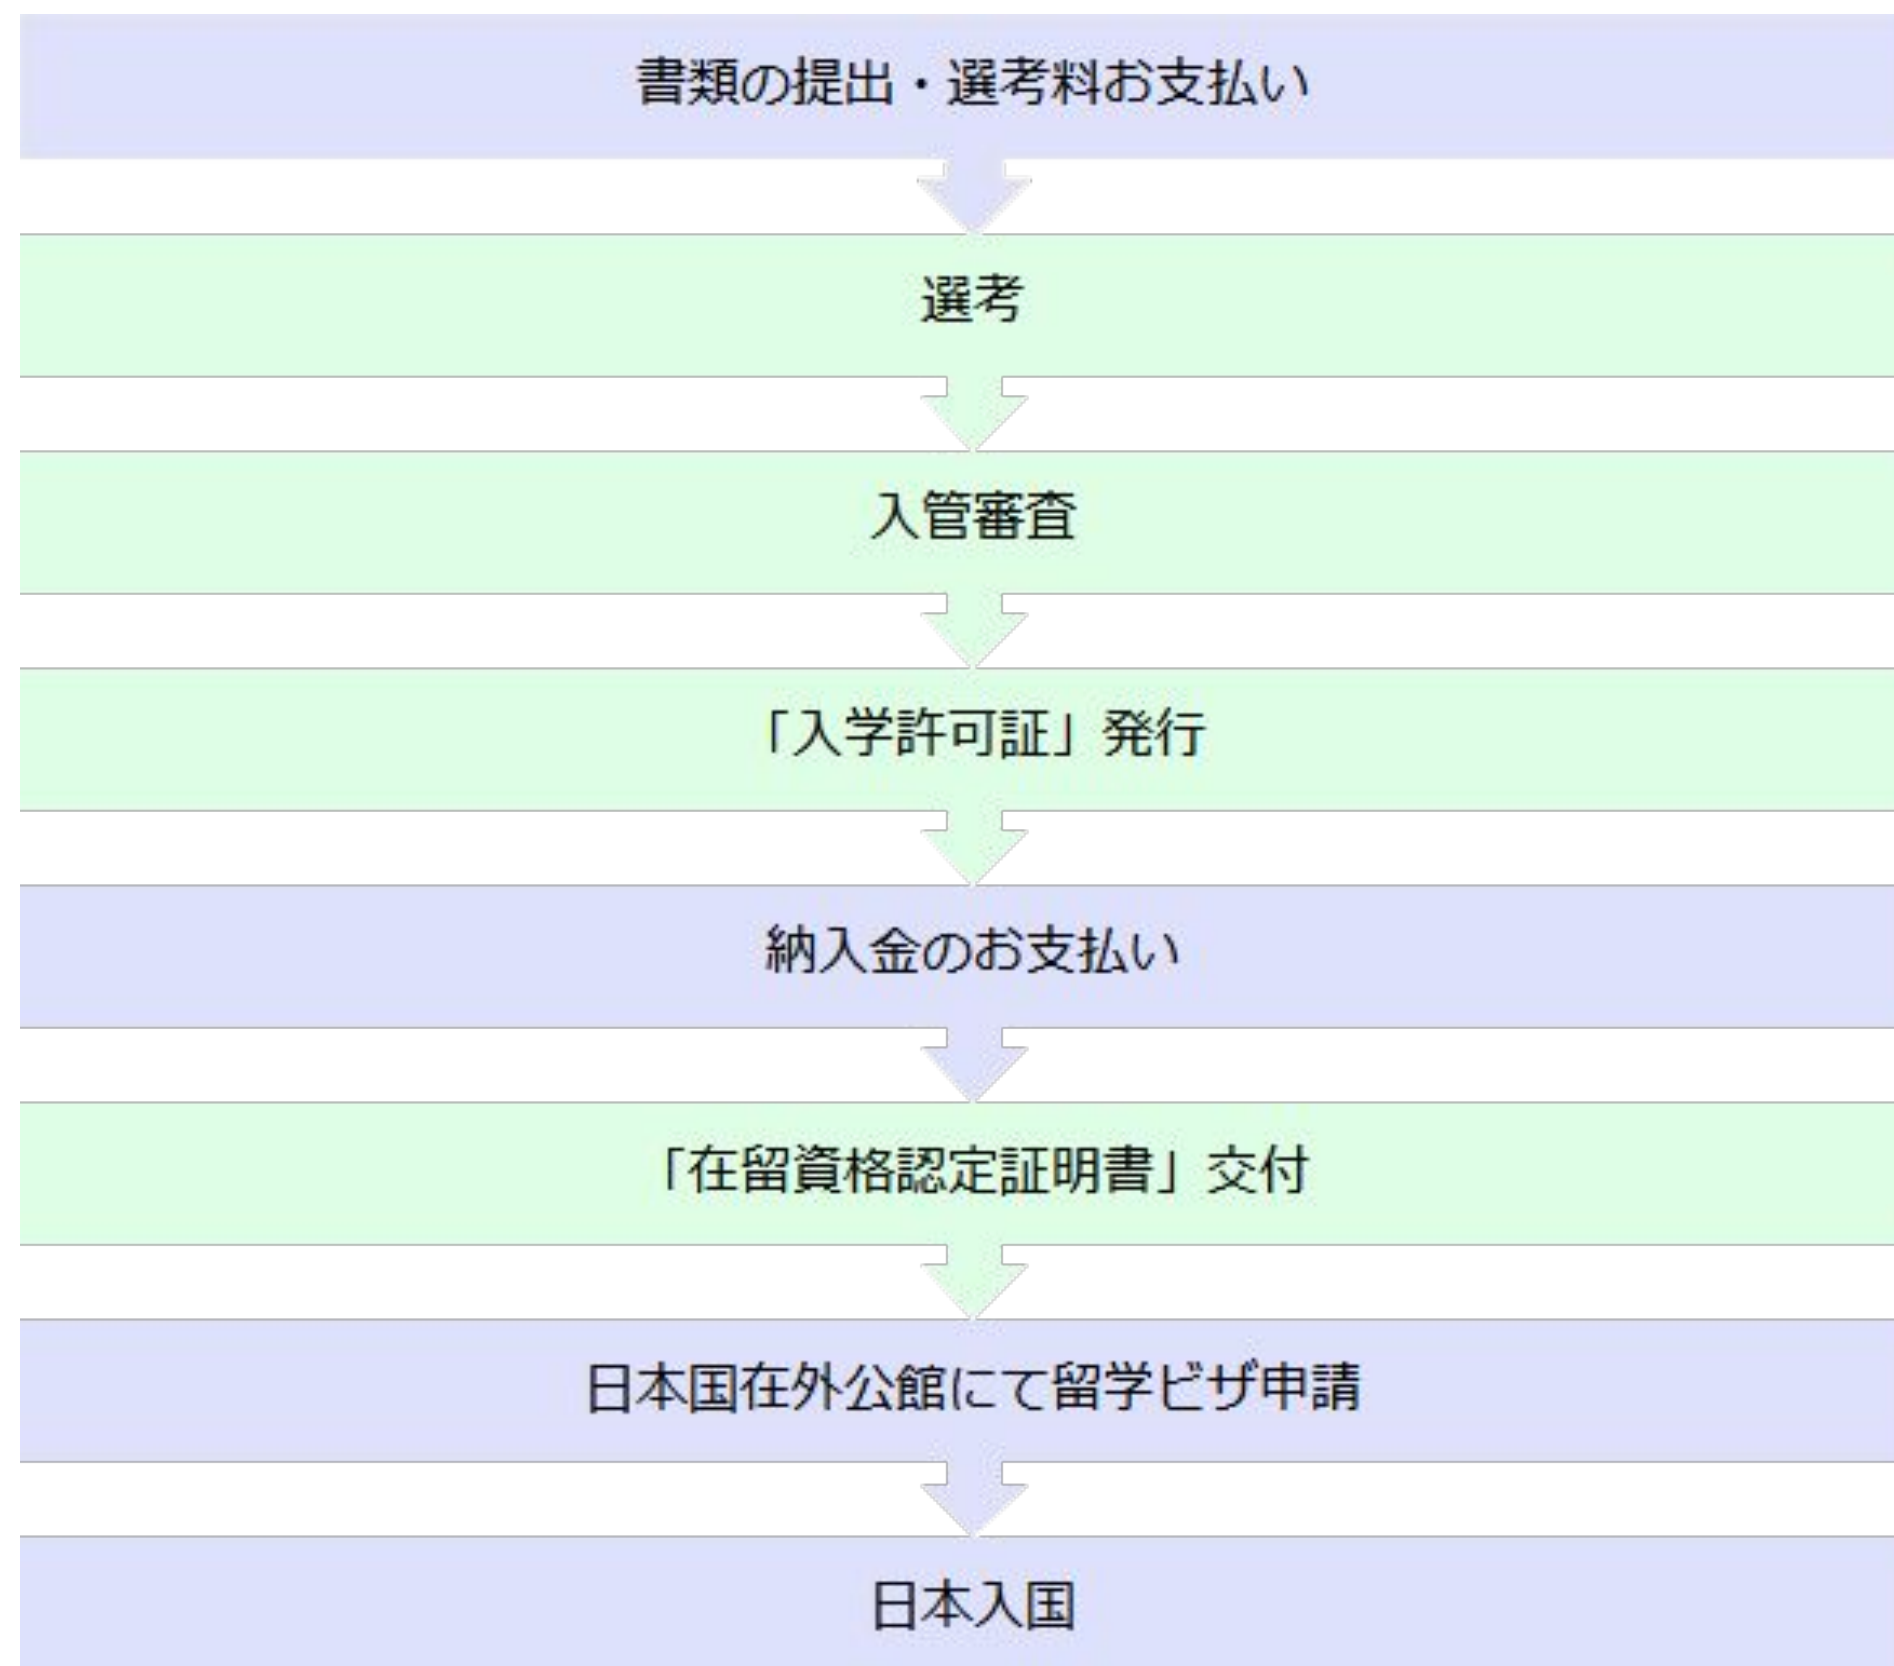 書類の提出・選考料お支払い
選考
入管審査
「入学許可証」発行
納入金のお支払い
「在留資格認定証明書」交付
日本国在外公館にて留学ビザ申請
日本入国